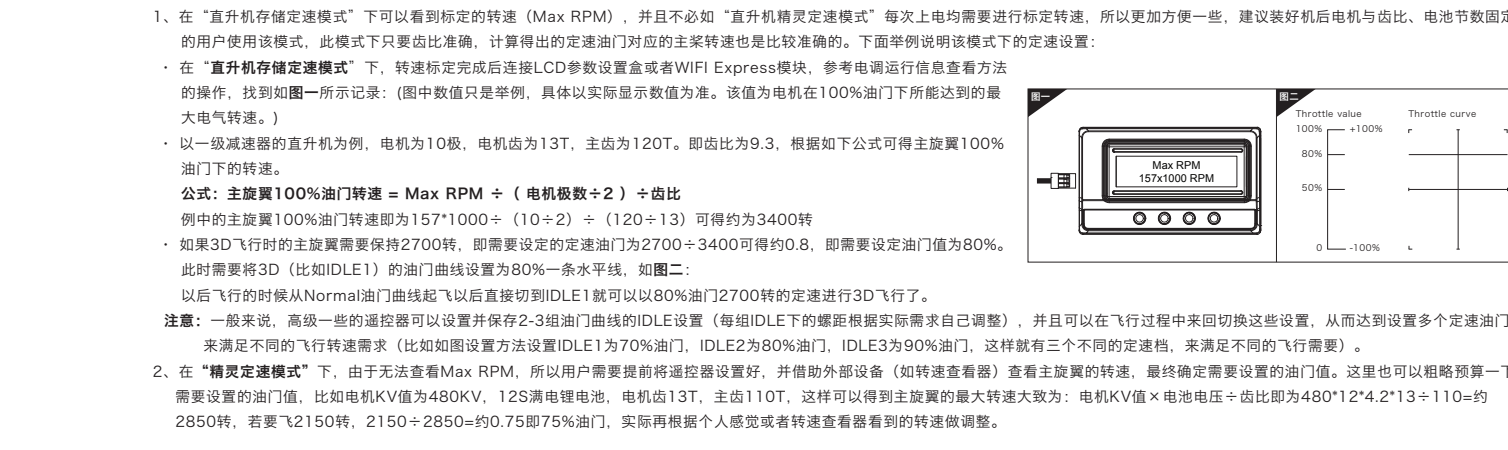 1、在“直升机存储定速模式”下可以看到标定的转速（Max RPM），并且不必如“直升机精灵定速模式”每次上电均需要进行标定转速，所以更加方便一些，建议装好机后电机与齿比、电池节数固定
的用户使用该模式，此模式下只要齿比准确，计算得出的定速油门对应的主桨转速也是比较准确的。下面举例说明该模式下的定速设置：
· 在“直升机存储定速模式”下，转速标定完成后连接LCD参数设置盒或者WIFI Express模块，参考电调运行信息查看方法
的操作，找到如图一所示记录：(图中数值只是举例，具体以实际显示数值为准。该值为电机在100%油门下所能达到的最
大电气转速。)
· 以一级减速器的直升机为例，电机为10极，电机齿为13T，主齿为120T。即齿比为9.3，根据如下公式可得主旋翼100%
油门下的转速。
公式：主旋翼100%油门转速 = Max RPM ÷（ 电机极数÷2 ）÷齿比
例中的主旋翼100%油门转速即为157*1000÷（10÷2）÷（120÷13）可得约为3400转
· 如果3D飞行时的主旋翼需要保持2700转，即需要设定的定速油门为2700÷3400可得约0.8，即需要设定油门值为80%。
此时需要将3D（比如IDLE1）的油门曲线设置为80%一条水平线，如图二：
以后飞行的时候从Normal油门曲线起飞以后直接切到IDLE1就可以以80%油门2700转的定速进行3D飞行了。
图一
Max RPM
157x1000 RPM
图二
Throttle value
Throttle curve
100%
+100%
80%
50%
0
-100%
注意：一般来说，高级一些的遥控器可以设置并保存2-3组油门曲线的IDLE设置（每组IDLE下的螺距根据实际需求自己调整），并且可以在飞行过程中来回切换这些设置，从而达到设置多个定速油门
来满足不同的飞行转速需求（比如如图设置方法设置IDLE1为70%油门，IDLE2为80%油门，IDLE3为90%油门，这样就有三个不同的定速档，来满足不同的飞行需要）。
2、在“精灵定速模式”下，由于无法查看Max RPM，所以用户需要提前将遥控器设置好，并借助外部设备（如转速查看器）查看主旋翼的转速，最终确定需要设置的油门值。这里也可以粗略预算一下
需要设置的油门值，比如电机KV值为480KV，12S满电锂电池，电机齿13T，主齿110T，这样可以得到主旋翼的最大转速大致为：电机KV值×电池电压÷齿比即为480*12*4.2*13÷110=约
2850转，若要飞2150转，2150÷2850=约0.75即75%油门，实际再根据个人感觉或者转速查看器看到的转速做调整。